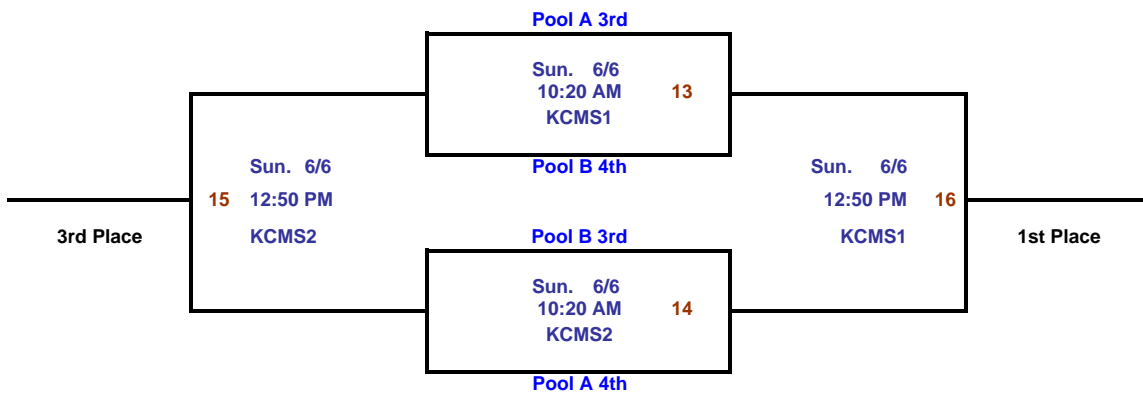 Pool A 3rd
Sun. 6/6
10:20 AM 13
KCMS1
Pool B 4th
Sun. 6/6
15 12:50 PM
3rd Place KCMS2
Sun. 6/6
12:50 PM 16
KCMS1 1st Place
Pool B 3rd
Sun. 6/6
10:20 AM 14
KCMS2
Pool A 4th